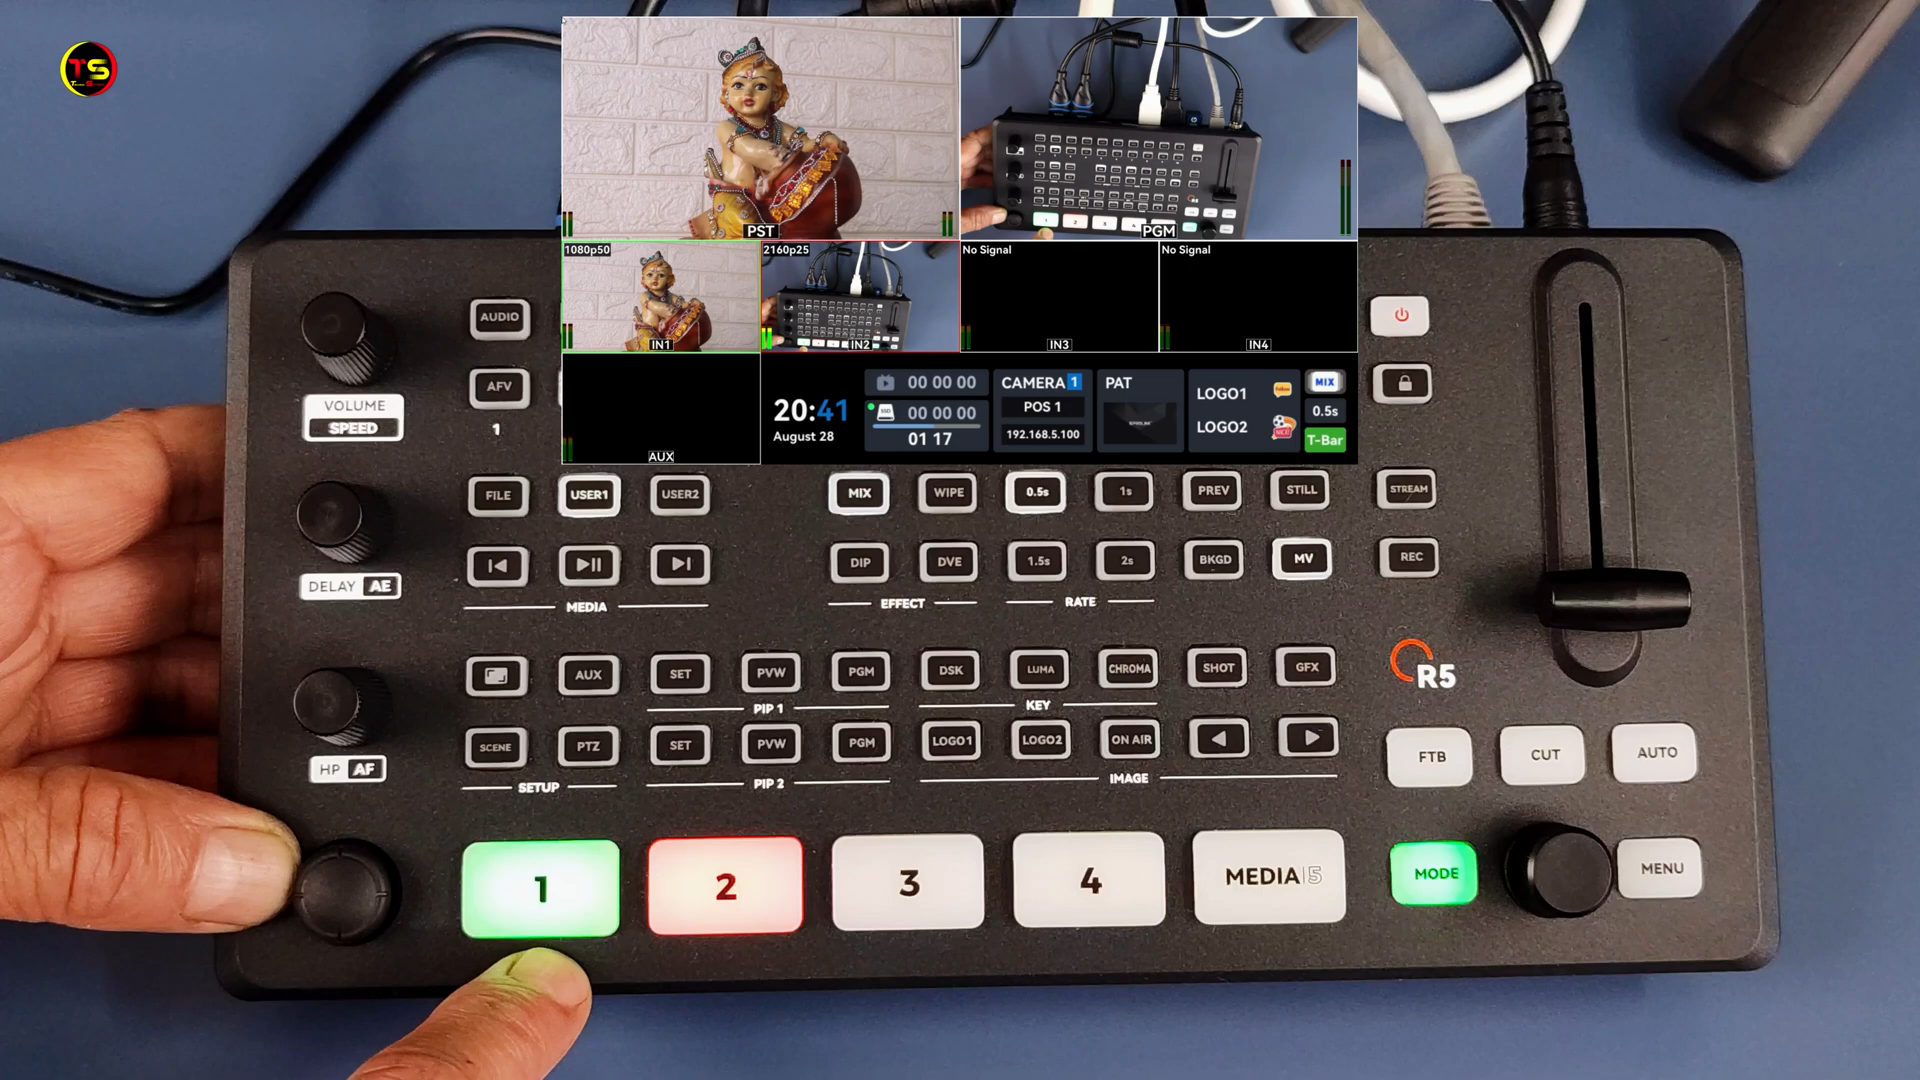 TS
PST
PGM
1080p50
IN1
2160p25
IN2
No Signal
IN3
No Signal
IN4
AUX
20:41
August 28
00 00 00
SSD
00 00 00
01 17
CAMERA 1
POS 1
192.168.5.100
PAT
LOGO1
LOGO2
MIX
0.5s
T-Bar
VOLUME
SPEED
AUDIO
AFV
1
DELAY AE
FILE
USER1
USER2
MIX
WIPE
0.5s
1s
PREV
STILL
STREAM
DIP
DVE
1.5s
2s
BKGD
MV
REC
MEDIA
EFFECT
RATE
AUX
SET
PVW
PGM
DSK
LUMA
CHROMA
SHOT
GFX
R5
PIP 1
KEY
SCENE
PTZ
SET
PVW
PGM
LOGO1
LOGO2
ON AIR
HP AF
SETUP
PIP 2
IMAGE
FTB
CUT
AUTO
1
2
3
4
MEDIA|5
MODE
MENU